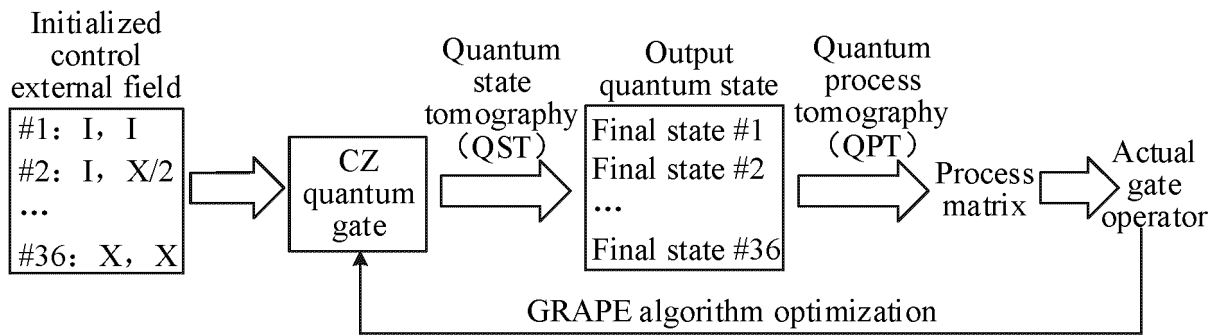 Initialized
control
external field
#1: I, I
#2: I, X/2
...
#36: X, X
CZ
quantum
gate
Quantum
state
tomography
(QST)
Output
quantum state
Final state #1
Final state #2
...
Final state #36
Quantum
process
tomography
(QPT)
Process
matrix
Actual
gate
operator
GRAPE algorithm optimization